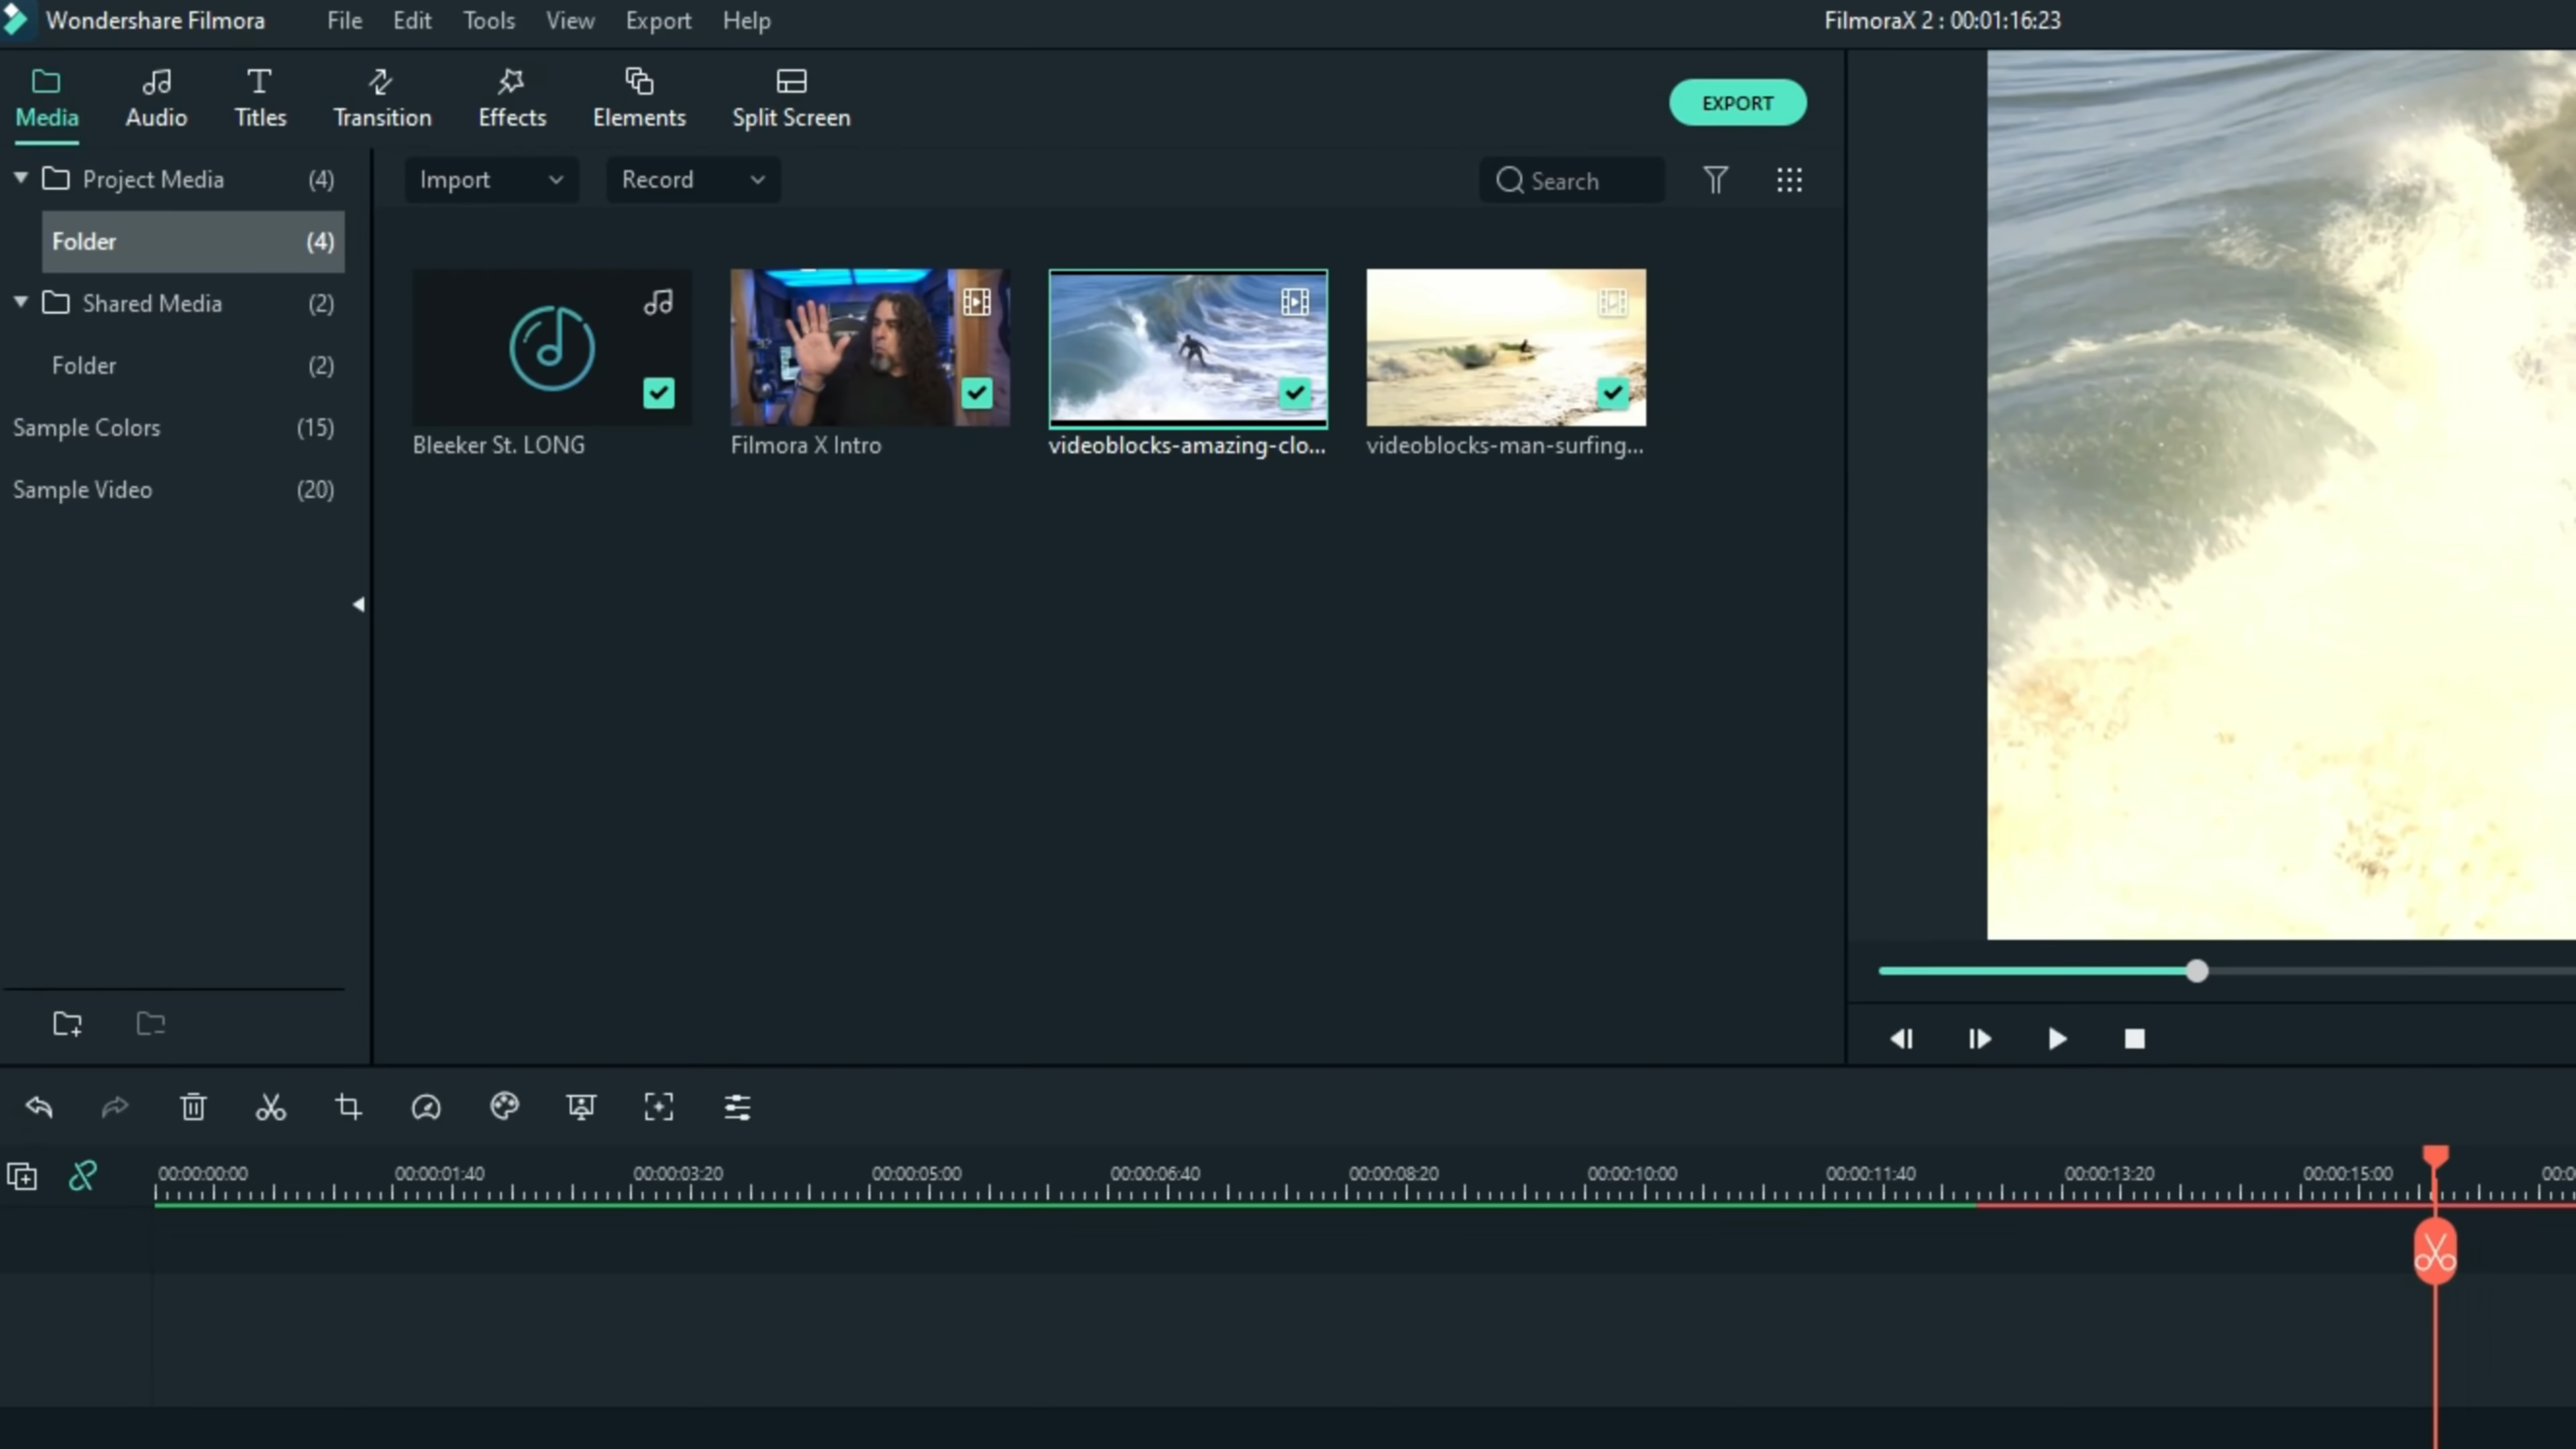 Wondershare Filmora File Edit Tools View Export Help FilmoraX 2 : 00:01:16:23
Media Audio Titles Transition Effects Elements Split Screen EXPORT
Project Media (4) Import Record Search
Folder (4)
Shared Media (2)
Folder (2)
Sample Colors (15)
Bleeker St. LONG Filmora X Intro videoblocks-amazing-clo... videoblocks-man-surfing...
Sample Video (20)
00:00:00:00 00:00:01:40 00:00:03:20 00:00:05:00 00:00:06:40 00:00:08:20 00:00:10:00 00:00:11:40 00:00:13:20 00:00:15:00 00:0